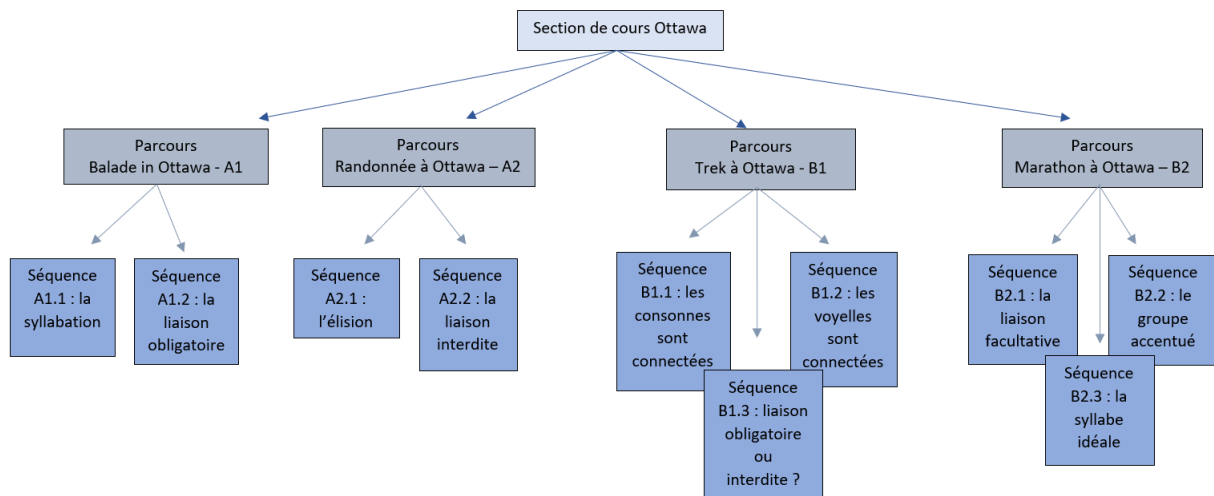 Section de cours Ottawa
Parcours
Balade in Ottawa - A1
Parcours
Randonnée à Ottawa – A2
Parcours
Trek à Ottawa - B1
Parcours
Marathon à Ottawa – B2
Séquence
A1.1 : la
syllabation
Séquence
A1.2 : la
liaison
obligatoire
Séquence
A2.1 :
l’élision
Séquence
A2.2 : la
liaison
interdite
Séquence
B1.1 : les
consonnes
sont
connectées
Séquence
B1.2 : les
voyelles
sont
connectées
Séquence
B1.3 : liaison
obligatoire
ou
interdite ?
Séquence
B2.1 : la
liaison
facultative
Séquence
B2.2 : le
groupe
accentué
Séquence
B2.3 : la
syllabe
idéale